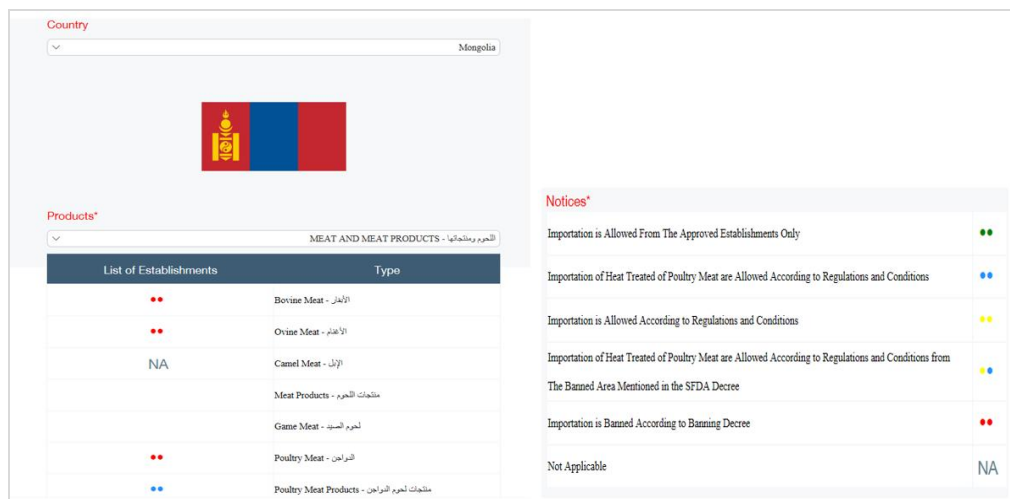 Country
Mongolia
Products*
MEAT AND MEAT PRODUCTS - اللحوم ومنتجاتها
List of Establishments Type
Bovine Meat - الأبقار
Ovine Meat - الأغنام
NA Camel Meat - الإبل
Meat Products - منتجات اللحوم
Game Meat - لحوم الصيد
Poultry Meat - الدواجن
Poultry Meat Products - منتجات لحوم الدواجن
Notices*
Importation is Allowed From The Approved Establishments Only
Importation of Heat Treated of Poultry Meat are Allowed According to Regulations and Conditions
Importation is Allowed According to Regulations and Conditions
Importation of Heat Treated of Poultry Meat are Allowed According to Regulations and Conditions from
The Banned Area Mentioned in the SFDA Decree
Importation is Banned According to Banning Decree
Not Applicable NA